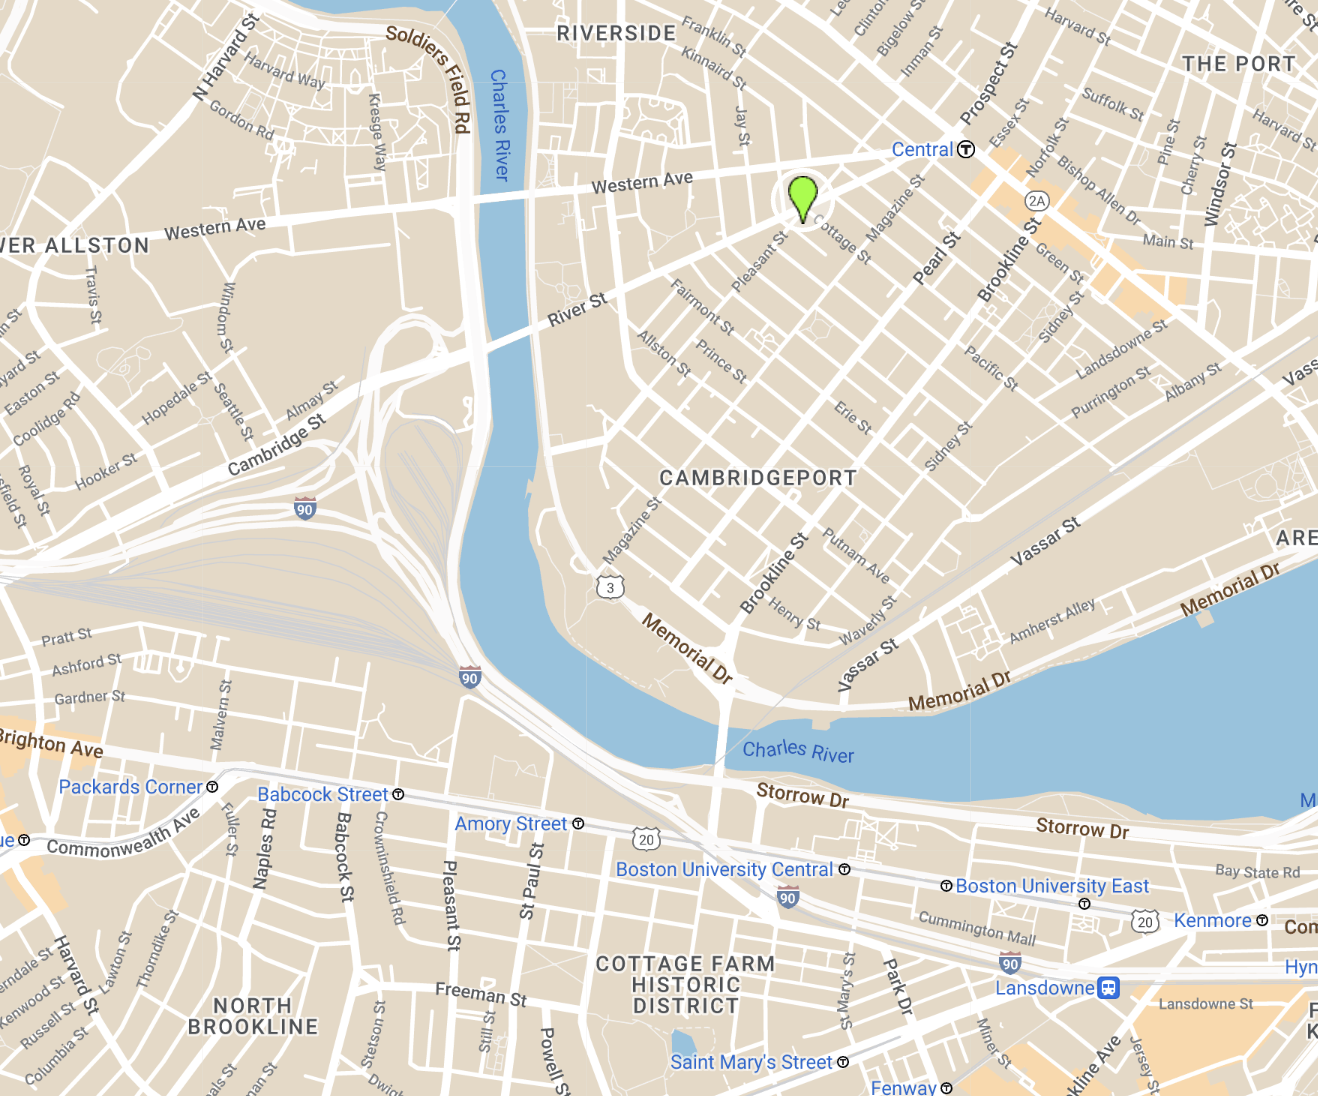 RIVERSIDE
Soldiers Field Rd
N Harvard St
Harvard Way
Gordon Rd
Kresge Way
Charles River
Franklin St
Kinnaird St
Jay St
Clinton
Bigelow St
Inman St
Prospect St
Harvard St
THE PORT
Suffolk St
Essex St
Norfolk St
Pine St
Cherry St
Windsor St
Harvard St
Bishop Allen Dr
Central
T
Western Ave
Western Ave
2A
Main St
WER ALLSTON
Travis St
Windom St
River St
Pleasant St
Cottage St
Magazine St
Pearl St
Brookline St
Green St
Sidney St
Fairmont St
Allston St
Prince St
Erie St
Pacific St
Landsdowne St
Purrington St
Albany St
Vass
Easton St
Coolidge Rd
Hopedale St
Seattle St
Almay St
Cambridge St
Hooker St
Royal St
sfield St
90
CAMBRIDGEPORT
Sidney St
Magazine St
Brookline St
Putnam Ave
Vassar St
ARE
3
Henry St
Waverly St
Amherst Alley
Memorial Dr
Memorial Dr
Vassar St
Memorial Dr
Pratt St
Ashford St
Gardner St
Malvern St
90
Charles River
Brighton Ave
Packards Corner
T
Babcock Street
T
Storrow Dr
Storrow Dr
ue
T
Commonwealth Ave
Fuller St
Naples Rd
Babcock St
Crowninshield Rd
Amory Street
T
20
Pleasant St
St Paul St
Boston University Central
T
Boston University East
T
T
Bay State Rd
90
Cummington Mall
20
Kenmore
T
Com
Harvard St
Lawton St
Thorndike St
COTTAGE FARM
HISTORIC
DISTRICT
90
Hyn
Lansdowne
Lansdowne St
Park Dr
St Mary's St
Freeman St
NORTH
BROOKLINE
Kenwood St
Russell St
Columbia St
Stetson St
Still St
Powell St
Saint Mary's Street
T
Miner St
Jersey St
kline Ave
Fenway
T
Dwigh